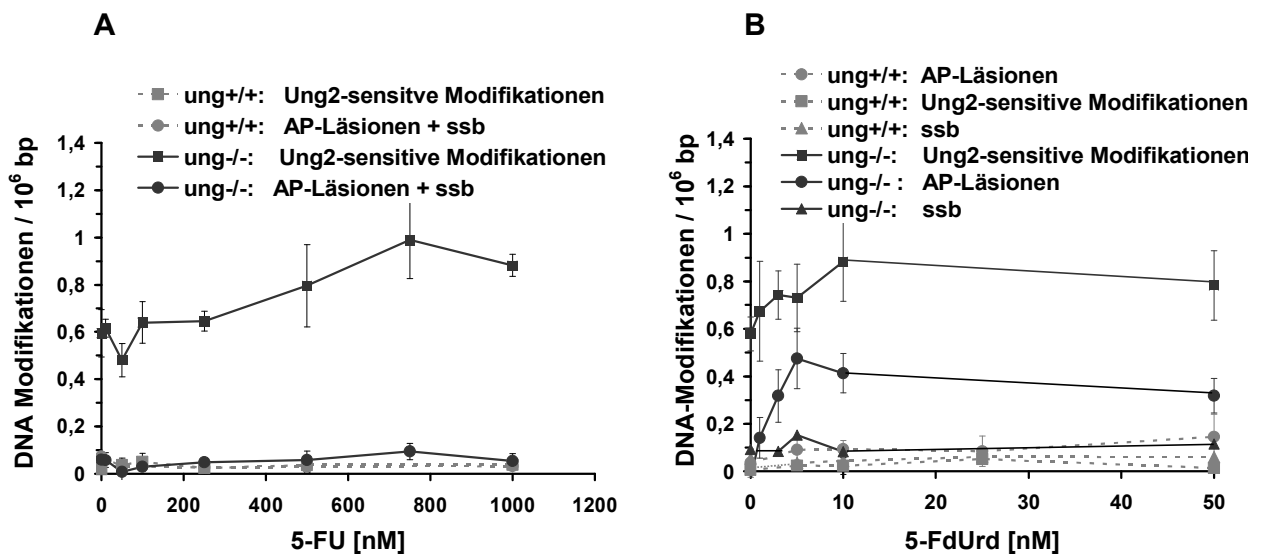 A
ung+/+: Ung2-sensitve Modifikationen
ung+/+: AP-Läsionen + ssb
ung-/-: Ung2-sensitive Modifikationen
ung-/-: AP-Läsionen + ssb
DNA Modifikationen / 10⁶ bp
1,4
1,2
1
0,8
0,6
0,4
0,2
0
0 200 400 600 800 1000 1200
5-FU [nM]
B
ung+/+: AP-Läsionen
ung+/+: Ung2-sensitive Modifikationen
ung+/+: ssb
ung-/-: Ung2-sensitive Modifikationen
ung-/- : AP-Läsionen
ung-/-: ssb
DNA-Modifikationen / 10⁶ bp
1,4
1,2
1
0,8
0,6
0,4
0,2
0
0 10 20 30 40 50
5-FdUrd [nM]